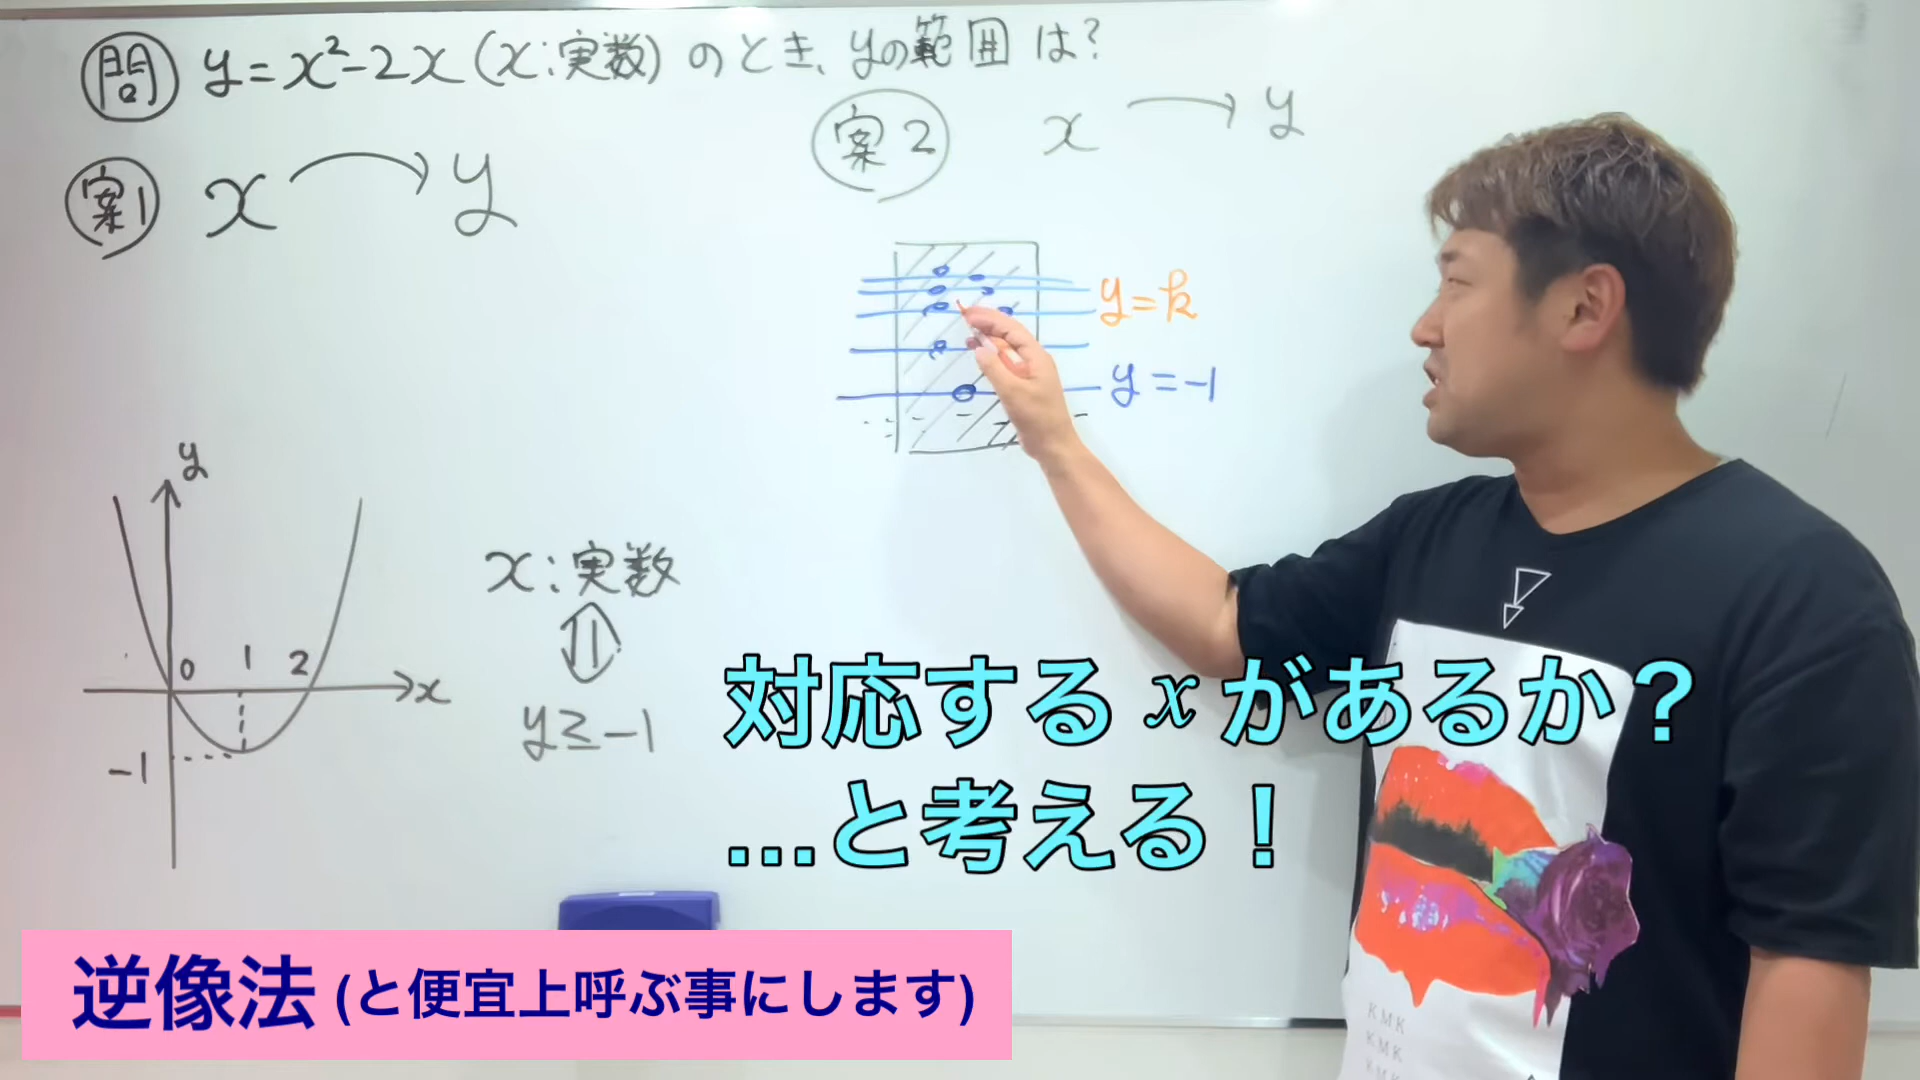 問 y=x²-2x (x:実数) のとき、yの範囲は?
案1 x → y
案2 x → y
y=k
y=-1
y
0 1 2
x
-1
x:実数
⇕
y≧-1
対応するxがあるか?
…と考える!
逆像法(と便宜上呼ぶ事にします)
KMK
KMK
KMK